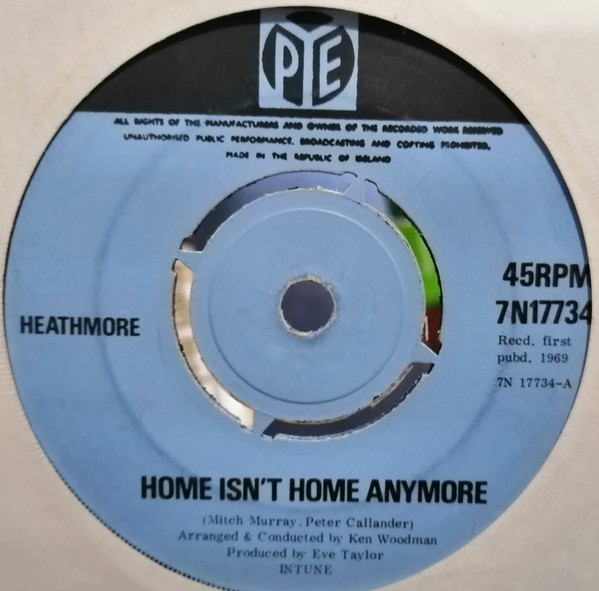 PYE
ALL RIGHTS OF THE MANUFACTURERS AND OWNER OF THE RECORDED WORK RESERVED
UNAUTHORISED PUBLIC PERFORMANCE, BROADCASTING AND COPYING PROHIBITED.
MADE IN THE REPUBLIC OF IRELAND
HEATHMORE
45RPM
7N17734
Recd. first
pubd. 1969
7N 17734-A
HOME ISN'T HOME ANYMORE
(Mitch Murray. Peter Callander)
Arranged & Conducted by Ken Woodman
Produced by Eve Taylor
INTUNE